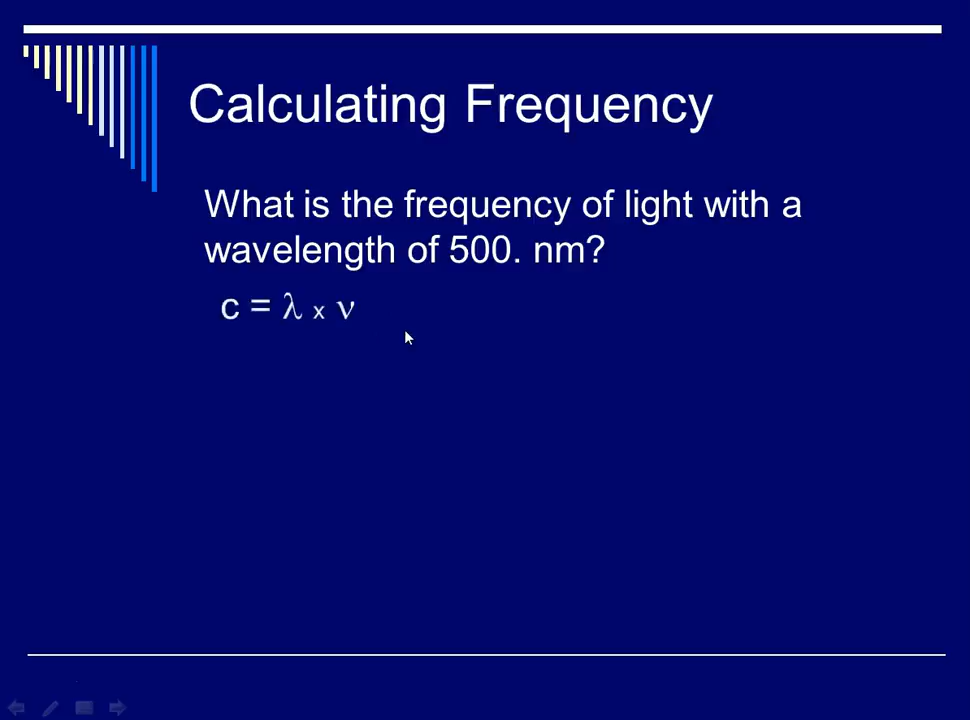 Calculating Frequency
What is the frequency of light with a
wavelength of 500. nm?
c = λ x ν